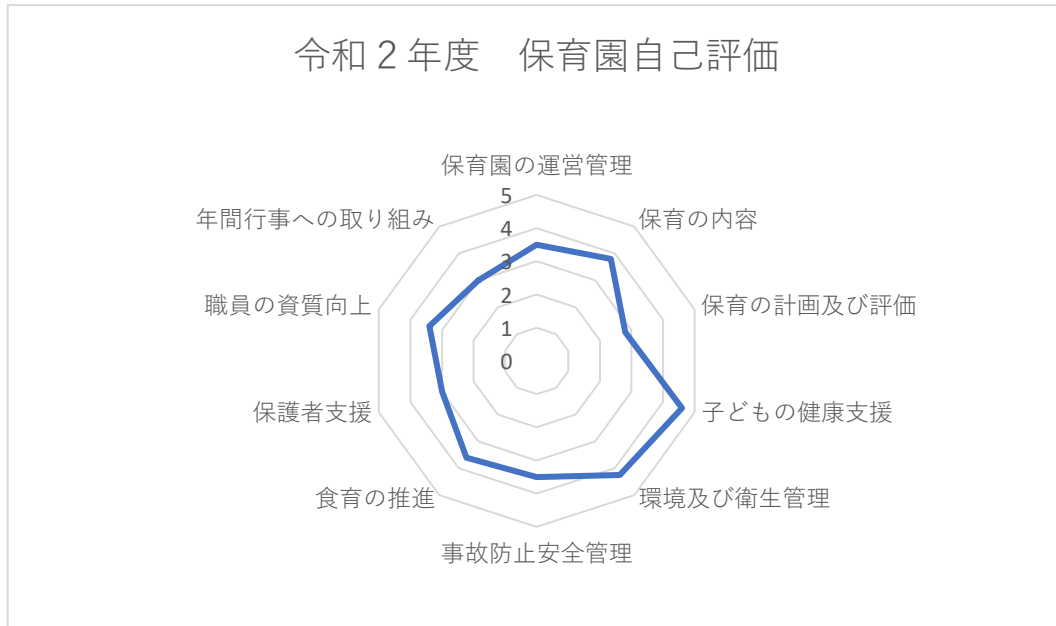 令和２年度　保育園自己評価
保育園の運営管理
保育の内容
保育の計画及び評価
子どもの健康支援
環境及び衛生管理
事故防止安全管理
食育の推進
保護者支援
職員の資質向上
年間行事への取り組み
5
4
3
2
1
0